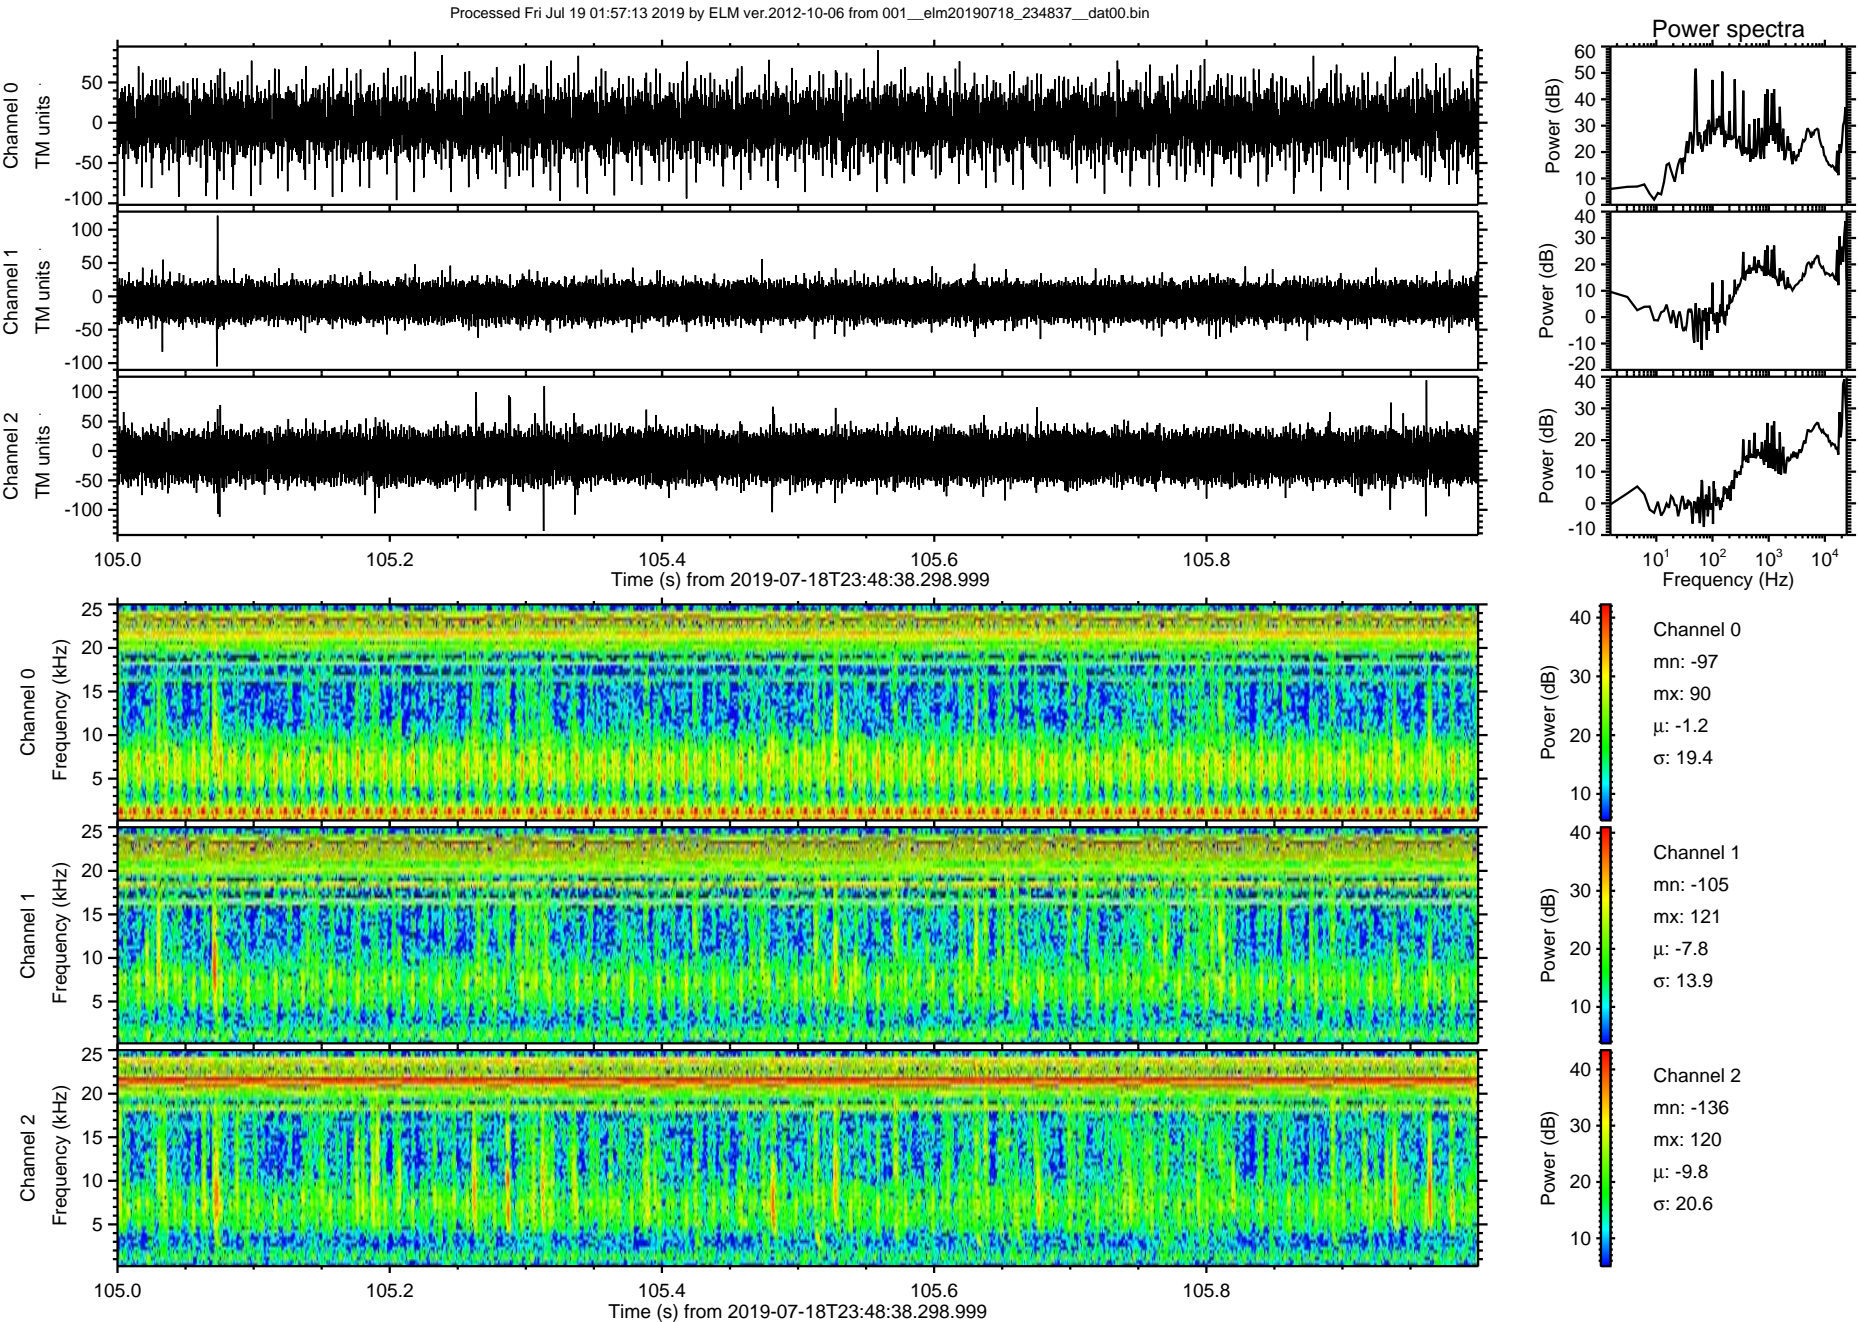 Processed Fri Jul 19 01:57:13 2019 by ELM ver.2012-10-06 from 001__elm20190718_234837__dat00.bin
Power spectra
Channel 0
TM units
50
0
-50
-100
Power (dB)
60
50
40
30
20
10
0
Channel 1
TM units
100
50
0
-50
-100
Power (dB)
40
30
20
10
0
-10
-20
Channel 2
TM units
100
50
0
-50
-100
Power (dB)
40
30
20
10
0
-10
105.0 105.2 105.4 105.6 105.8
Time (s) from 2019-07-18T23:48:38.298.999
10¹ 10² 10³ 10⁴
Frequency (Hz)
Channel 0
Frequency (kHz)
25
20
15
10
5
Power (dB)
40
30
20
10
Channel 0
mn: -97
mx: 90
μ: -1.2
σ: 19.4
Channel 1
Frequency (kHz)
25
20
15
10
5
Power (dB)
40
30
20
10
Channel 1
mn: -105
mx: 121
μ: -7.8
σ: 13.9
Channel 2
Frequency (kHz)
25
20
15
10
5
Power (dB)
40
30
20
10
Channel 2
mn: -136
mx: 120
μ: -9.8
σ: 20.6
105.0 105.2 105.4 105.6 105.8
Time (s) from 2019-07-18T23:48:38.298.999